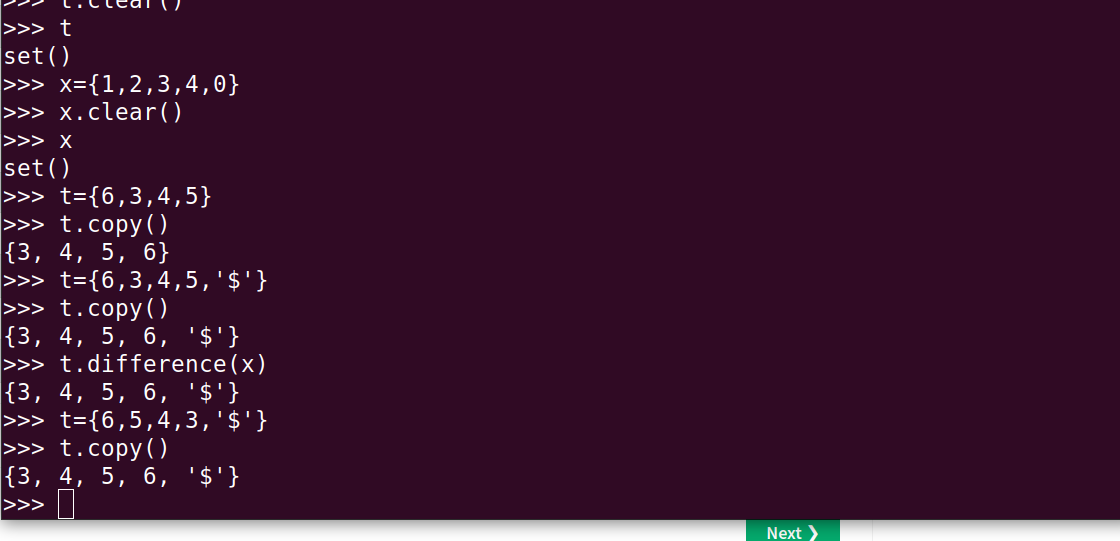 >>> t.clear()
>>> t
set()
>>> x={1,2,3,4,0}
>>> x.clear()
>>> x
set()
>>> t={6,3,4,5}
>>> t.copy()
{3, 4, 5, 6}
>>> t={6,3,4,5,'$'}
>>> t.copy()
{3, 4, 5, 6, '$'}
>>> t.difference(x)
{3, 4, 5, 6, '$'}
>>> t={6,5,4,3,'$'}
>>> t.copy()
{3, 4, 5, 6, '$'}
>>>
Next ❯